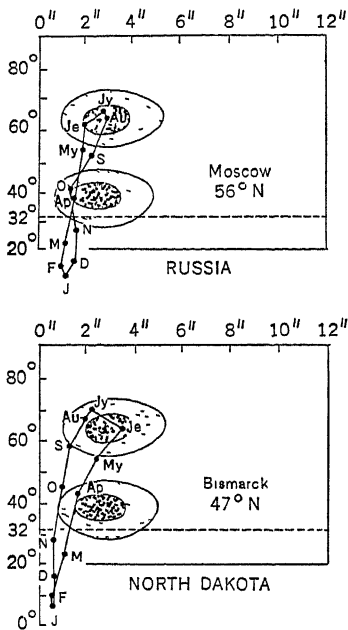 0" 2" 4" 6" 8" 10" 12"
80°
60°
40°
32°
20°
Jy
Je Au
My
S
O
Ap
N
M
F D
J
Moscow
56° N
RUSSIA
0" 2" 4" 6" 8" 10" 12"
80°
60°
40°
32°
20°
0°
Jy
Au Je
S
My
O
Ap
N
M
D
F
J
Bismarck
47° N
NORTH DAKOTA